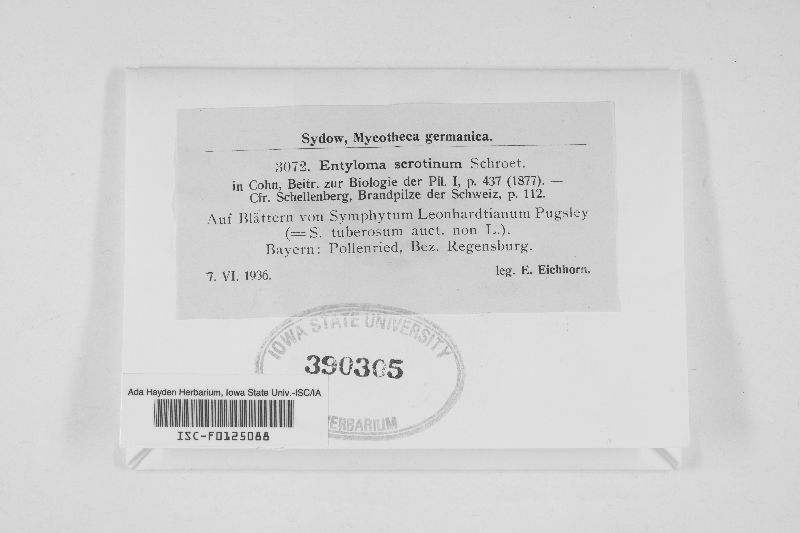 Sydow, Mycotheca germanica.
3072. Entyloma serotinum Schroet.
in Cohn, Beitr. zur Biologie der Pil. I, p. 437 (1877). —
Cfr. Schellenberg, Brandpilze der Schweiz, p. 112.
Auf Blättern von Symphytum Leonhardtianum Pugsley
(= S. tuberosum auct. non L.).
Bayern: Pollenried, Bez. Regensburg.
7. VI. 1936. leg. E. Eichhorn.
IOWA STATE UNIVERSITY
390305
HERBARIUM
Ada Hayden Herbarium, Iowa State Univ.-ISC/IA
ISC-F0125088